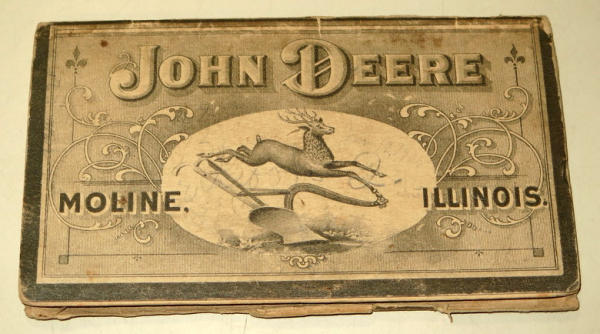 JOHN DEERE
MOLINE, ILLINOIS.